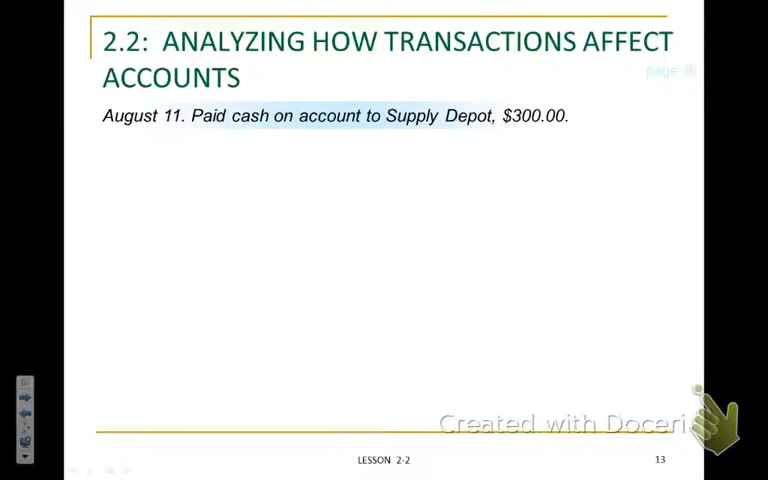 2.2: ANALYZING HOW TRANSACTIONS AFFECT
ACCOUNTS
page:
August 11. Paid cash on account to Supply Depot, $300.00.
Created with Doceri
LESSON 2-2
13